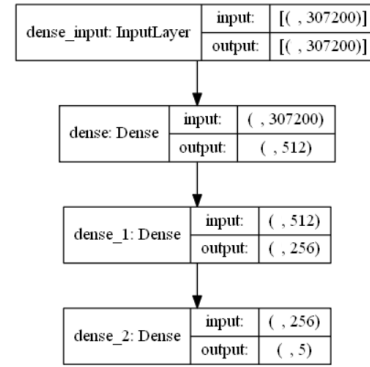 dense_input: InputLayer
input: [( , 307200)]
output: [( , 307200)]
dense: Dense
input: ( , 307200)
output: ( , 512)
dense_1: Dense
input: ( , 512)
output: ( , 256)
dense_2: Dense
input: ( , 256)
output: ( , 5)